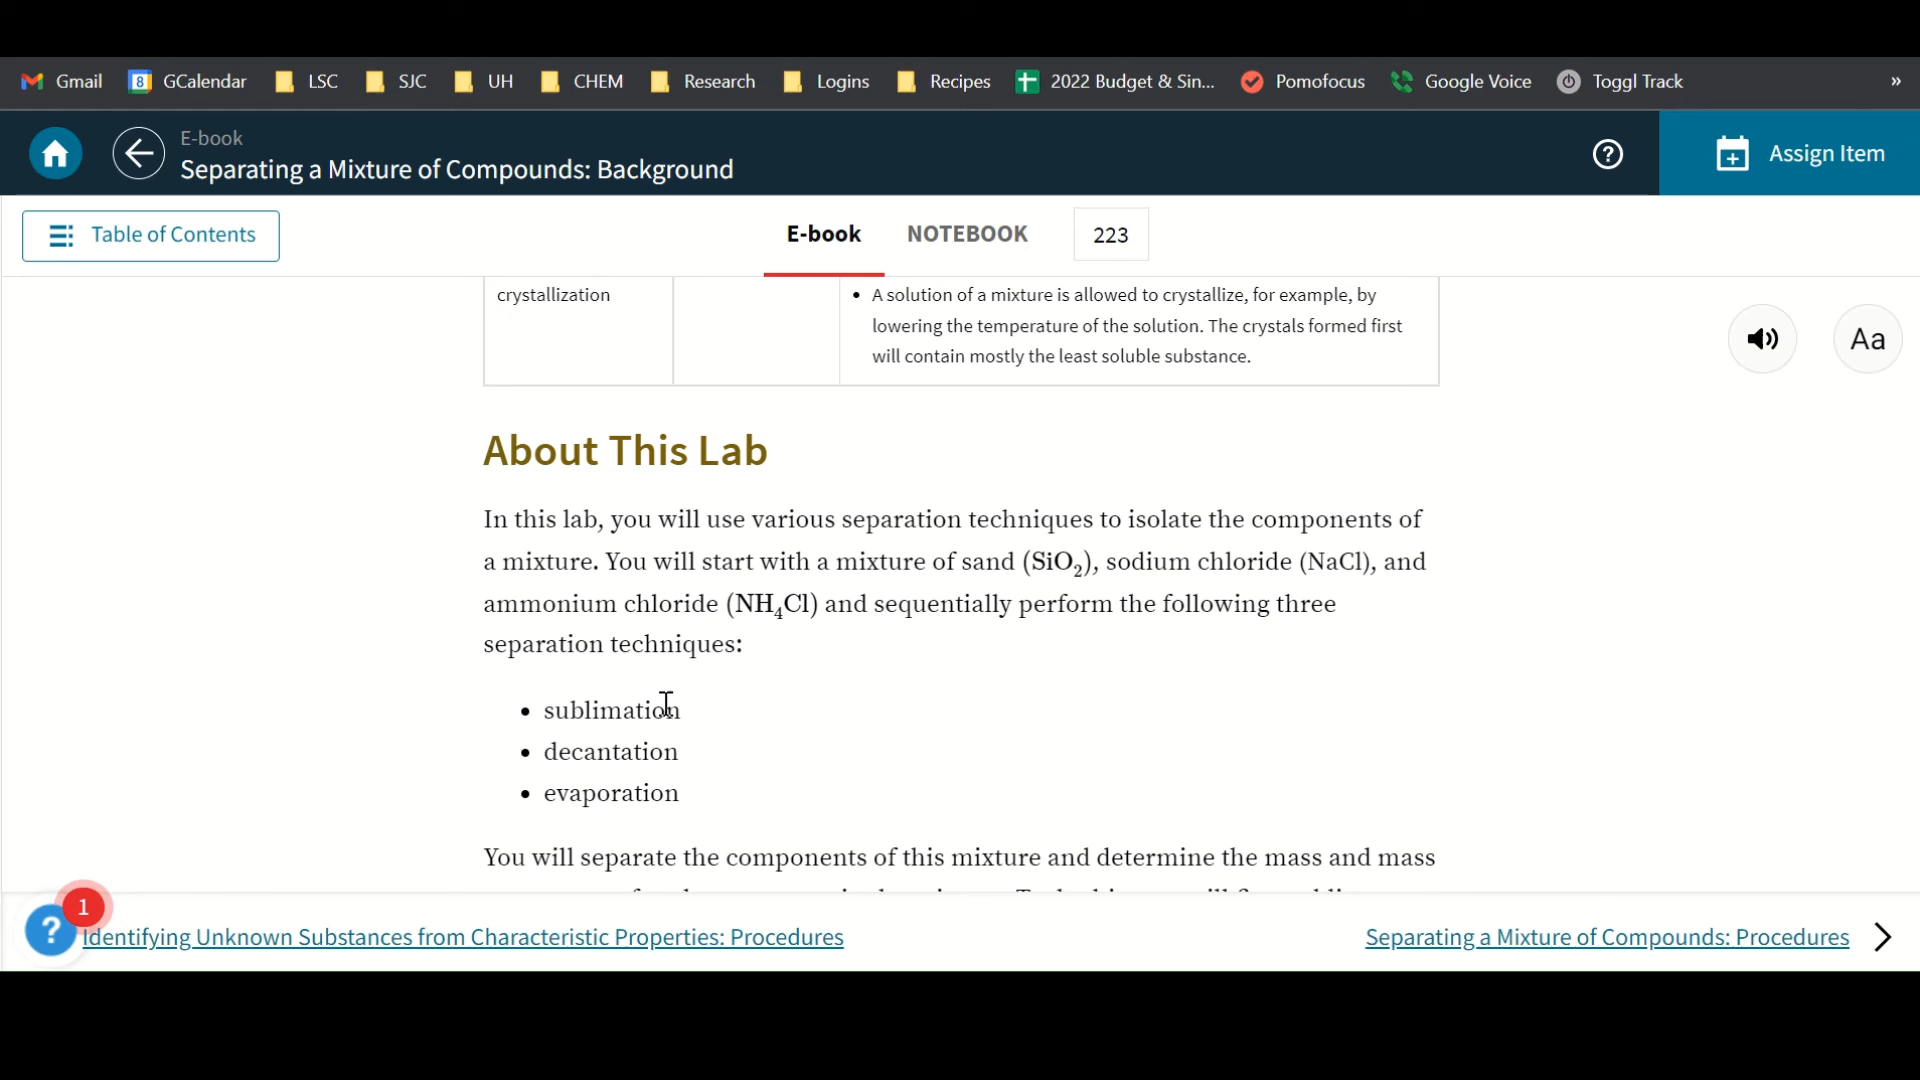 Gmail GCalendar LSC SJC UH CHEM Research Logins Recipes 2022 Budget & Sin... Pomofocus Google Voice Toggl Track »
E-book
Separating a Mixture of Compounds: Background
Assign Item
Table of Contents
E-book NOTEBOOK 223
crystallization
• A solution of a mixture is allowed to crystallize, for example, by
lowering the temperature of the solution. The crystals formed first
will contain mostly the least soluble substance.
Aa
About This Lab
In this lab, you will use various separation techniques to isolate the components of
a mixture. You will start with a mixture of sand (SiO₂), sodium chloride (NaCl), and
ammonium chloride (NH₄Cl) and sequentially perform the following three
separation techniques:
• sublimation
• decantation
• evaporation
You will separate the components of this mixture and determine the mass and mass
1
?
Identifying Unknown Substances from Characteristic Properties: Procedures
Separating a Mixture of Compounds: Procedures